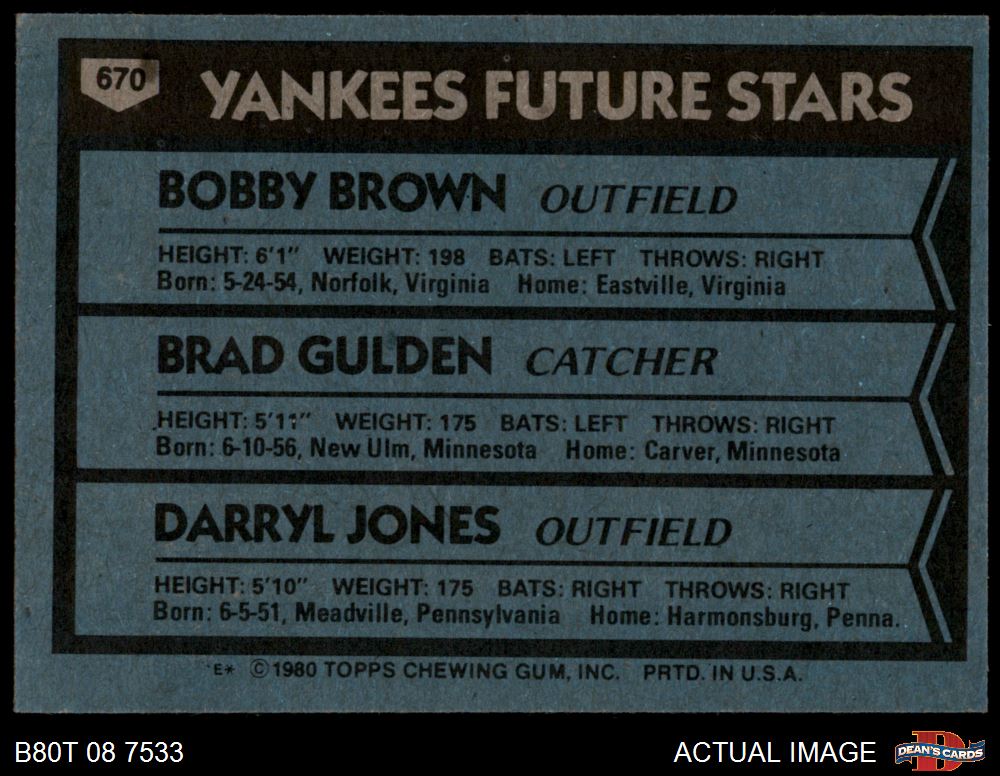 670
YANKEES FUTURE STARS
BOBBY BROWN OUTFIELD
HEIGHT: 6'1" WEIGHT: 198 BATS: LEFT THROWS: RIGHT
Born: 5-24-54, Norfolk, Virginia Home: Eastville, Virginia
BRAD GULDEN CATCHER
HEIGHT: 5'11" WEIGHT: 175 BATS: LEFT THROWS: RIGHT
Born: 6-10-56, New Ulm, Minnesota Home: Carver, Minnesota
DARRYL JONES OUTFIELD
HEIGHT: 5'10" WEIGHT: 175 BATS: RIGHT THROWS: RIGHT
Born: 6-5-51, Meadville, Pennsylvania Home: Harmonsburg, Penna.
E* © 1980 TOPPS CHEWING GUM, INC. PRTD. IN U.S.A.
B80T 08 7533
ACTUAL IMAGE
DEAN'S CARDS